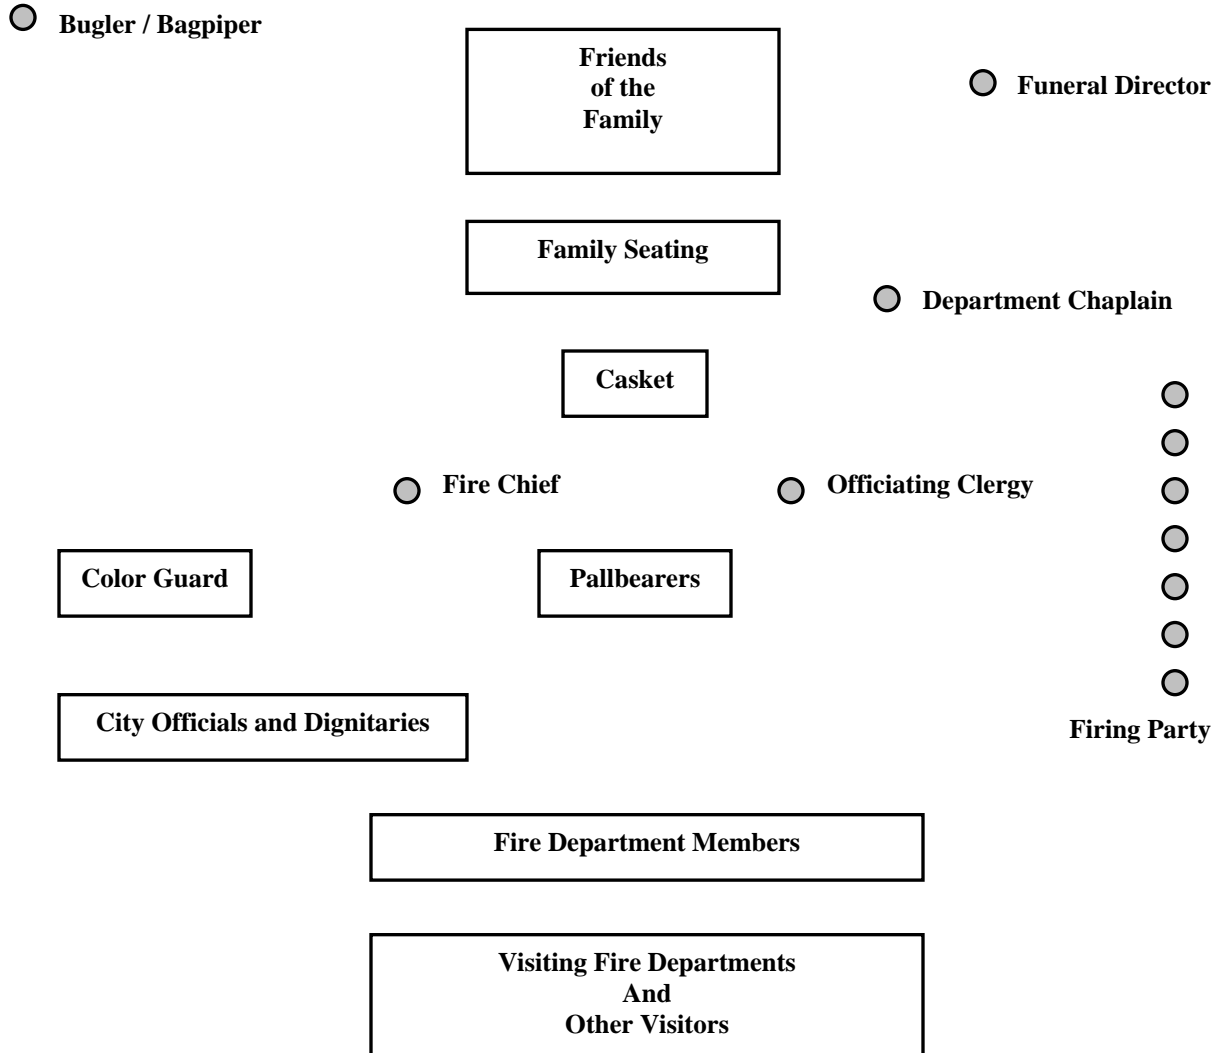 Bugler / Bagpiper
Friends
of the
Family
Funeral Director
Family Seating
Department Chaplain
Casket
Fire Chief
Officiating Clergy
Color Guard
Pallbearers
City Officials and Dignitaries
Firing Party
Fire Department Members
Visiting Fire Departments
And
Other Visitors